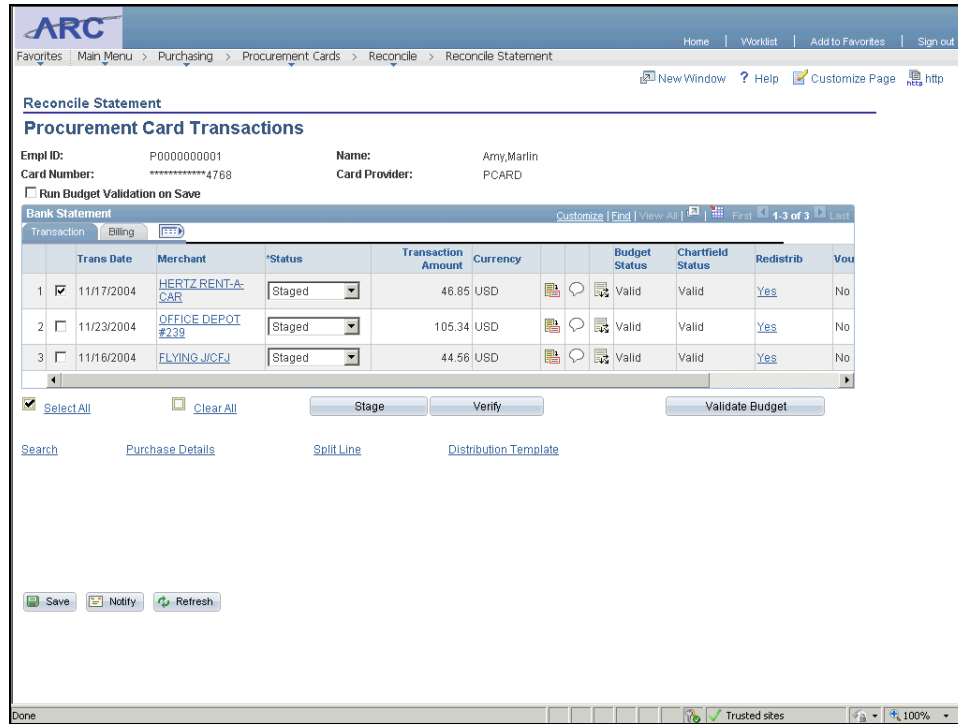 ARC
Home | Worklist | Add to Favorites | Sign out
Favorites Main Menu > Purchasing > Procurement Cards > Reconcile > Reconcile Statement
New Window ? Help Customize Page http
Reconcile Statement
Procurement Card Transactions
Empl ID: P0000000001 Name: Amy,Marlin
Card Number: ************4768 Card Provider: PCARD
Run Budget Validation on Save
Bank Statement Customize | Find | View All | First 1-3 of 3 Last
Transaction Billing
Trans Date Merchant *Status Transaction Amount Currency Budget Status Chartfield Status Redistrib Vou
1 11/17/2004 HERTZ RENT-A-CAR Staged 46.85 USD Valid Valid Yes No
2 11/23/2004 OFFICE DEPOT #239 Staged 105.34 USD Valid Valid Yes No
3 11/16/2004 FLYING J/CFJ Staged 44.56 USD Valid Valid Yes No
Select All Clear All Stage Verify Validate Budget
Search Purchase Details Split Line Distribution Template
Save Notify Refresh
Done Trusted sites 100%